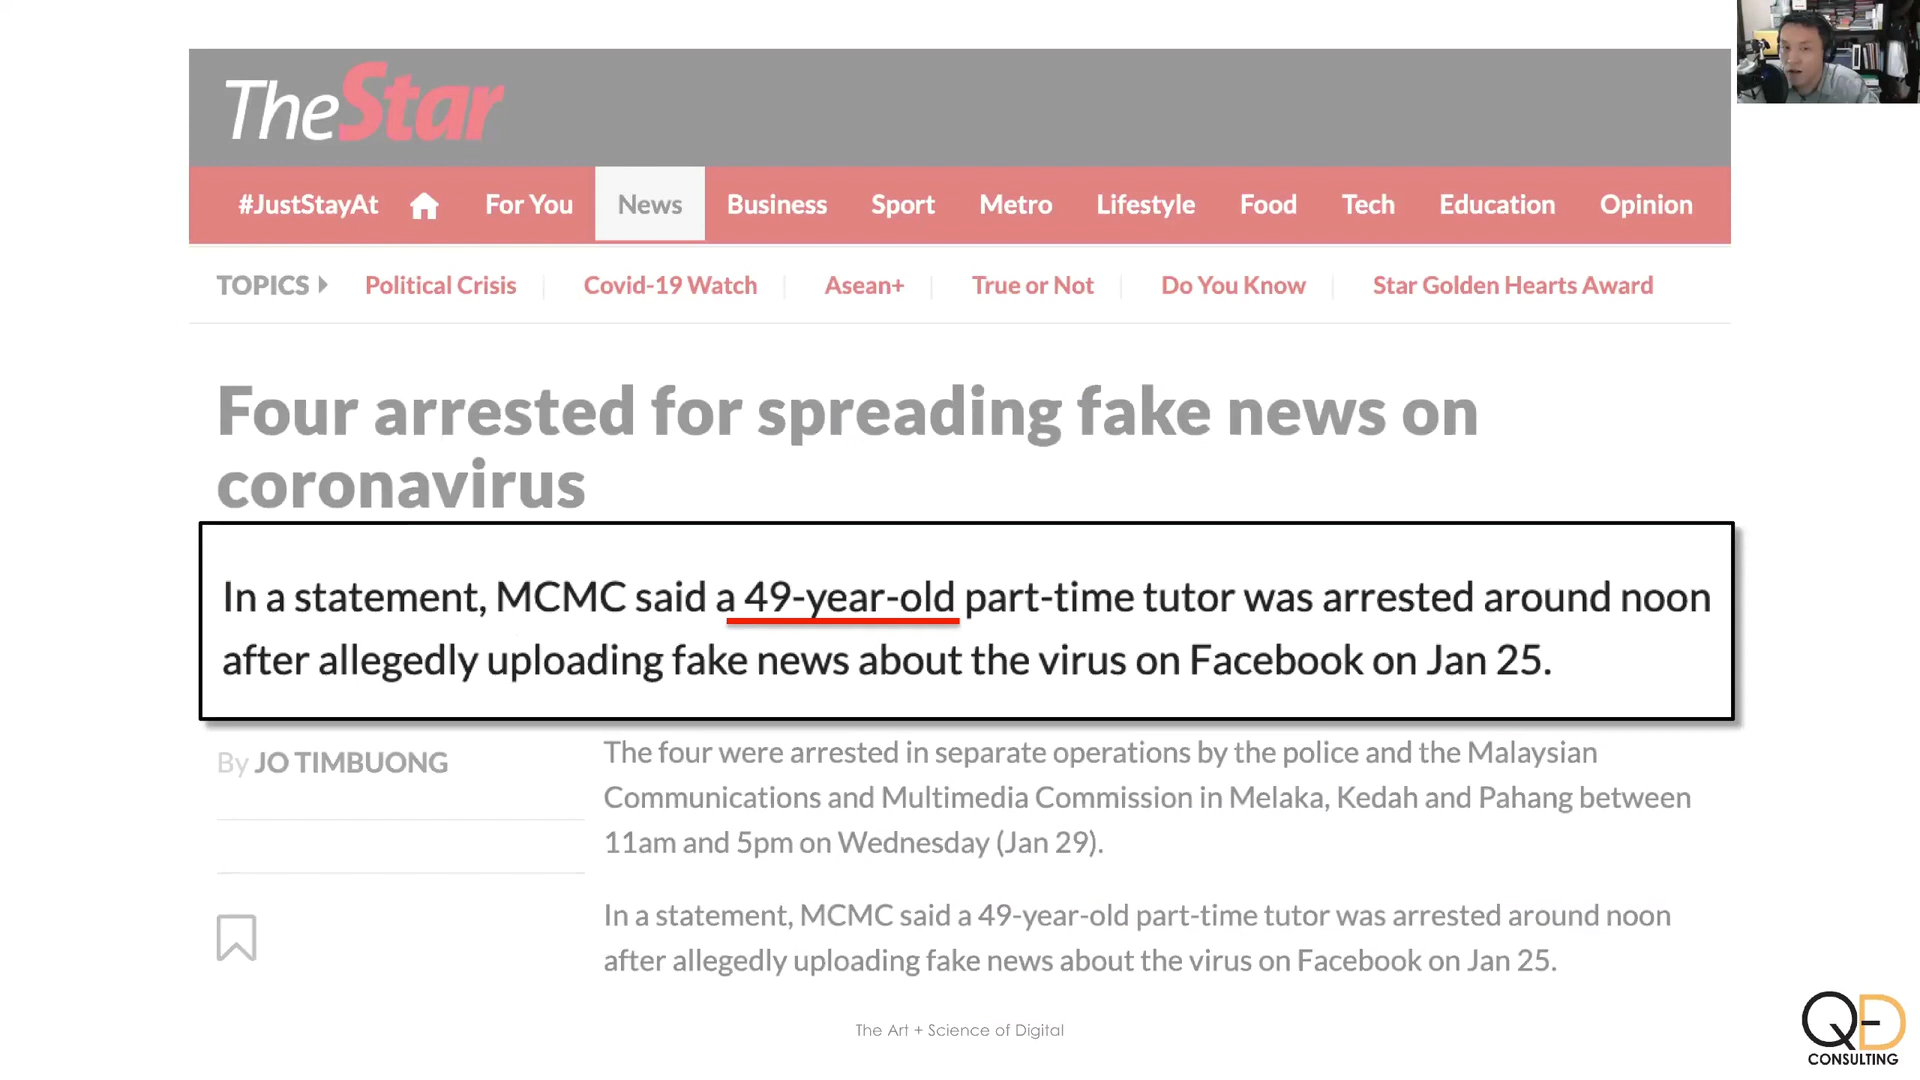 TheStar
#JustStayAt For You News Business Sport Metro Lifestyle Food Tech Education Opinion
TOPICS Political Crisis Covid-19 Watch Asean+ True or Not Do You Know Star Golden Hearts Award
Four arrested for spreading fake news on
coronavirus
In a statement, MCMC said a 49-year-old part-time tutor was arrested around noon
after allegedly uploading fake news about the virus on Facebook on Jan 25.
By JO TIMBUONG
The four were arrested in separate operations by the police and the Malaysian
Communications and Multimedia Commission in Melaka, Kedah and Pahang between
11am and 5pm on Wednesday (Jan 29).
In a statement, MCMC said a 49-year-old part-time tutor was arrested around noon
after allegedly uploading fake news about the virus on Facebook on Jan 25.
The Art + Science of Digital
QED
CONSULTING